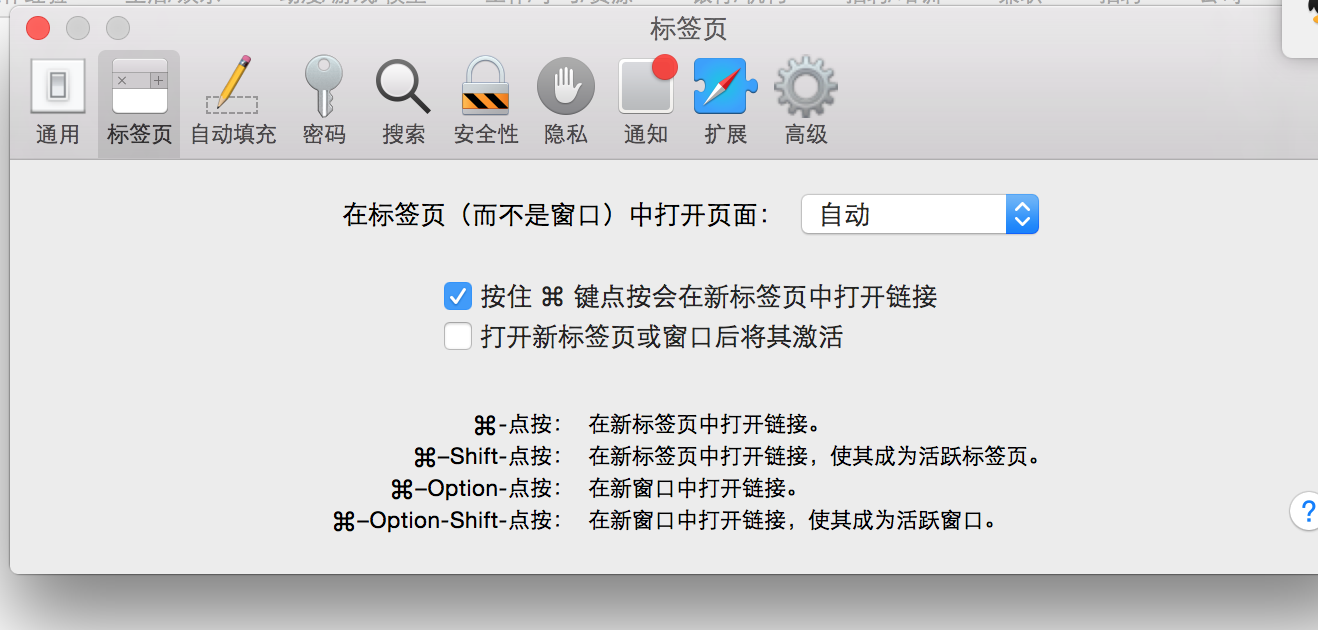 标签页
通用 标签页 自动填充 密码 搜索 安全性 隐私 通知 扩展 高级
在标签页（而不是窗口）中打开页面： 自动
按住 ⌘ 键点按会在新标签页中打开链接
打开新标签页或窗口后将其激活
⌘-点按： 在新标签页中打开链接。
⌘–Shift-点按： 在新标签页中打开链接，使其成为活跃标签页。
⌘–Option-点按： 在新窗口中打开链接。
⌘–Option-Shift-点按： 在新窗口中打开链接，使其成为活跃窗口。
?